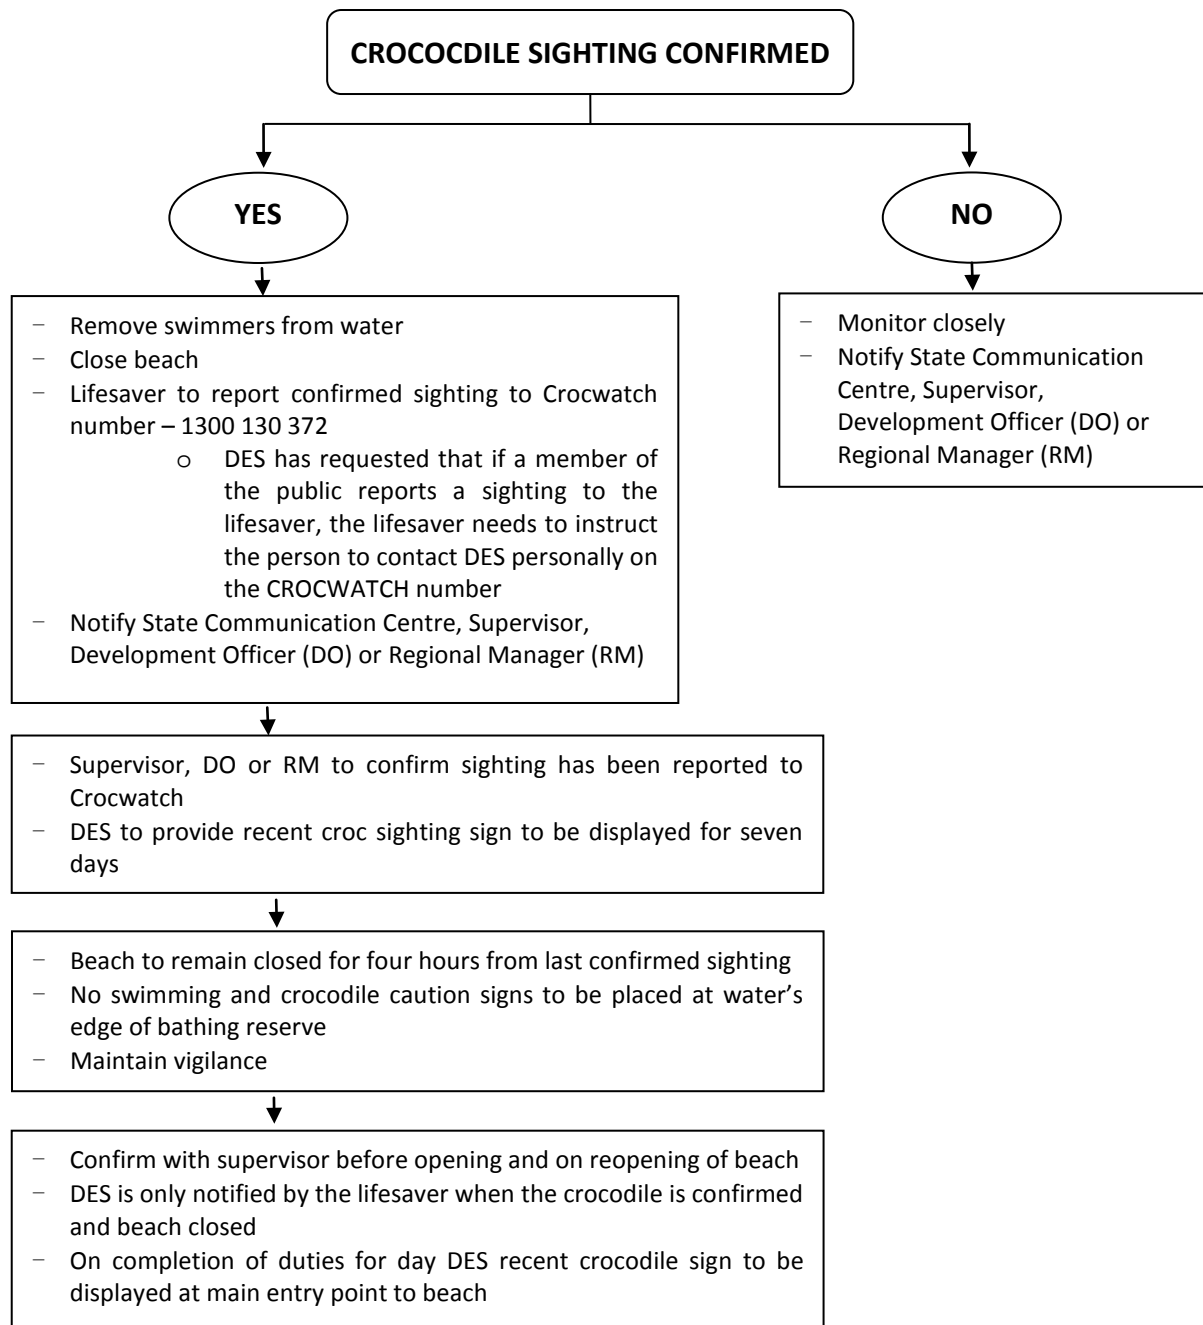 CROCOCDILE SIGHTING CONFIRMED
YES
NO
– Remove swimmers from water
– Close beach
– Lifesaver to report confirmed sighting to Crocwatch
number – 1300 130 372
o DES has requested that if a member of
the public reports a sighting to the
lifesaver, the lifesaver needs to instruct
the person to contact DES personally on
the CROCWATCH number
– Notify State Communication Centre, Supervisor,
Development Officer (DO) or Regional Manager (RM)
– Monitor closely
– Notify State Communication
Centre, Supervisor,
Development Officer (DO) or
Regional Manager (RM)
– Supervisor, DO or RM to confirm sighting has been reported to
Crocwatch
– DES to provide recent croc sighting sign to be displayed for seven
days
– Beach to remain closed for four hours from last confirmed sighting
– No swimming and crocodile caution signs to be placed at water’s
edge of bathing reserve
– Maintain vigilance
– Confirm with supervisor before opening and on reopening of beach
– DES is only notified by the lifesaver when the crocodile is confirmed
and beach closed
– On completion of duties for day DES recent crocodile sign to be
displayed at main entry point to beach